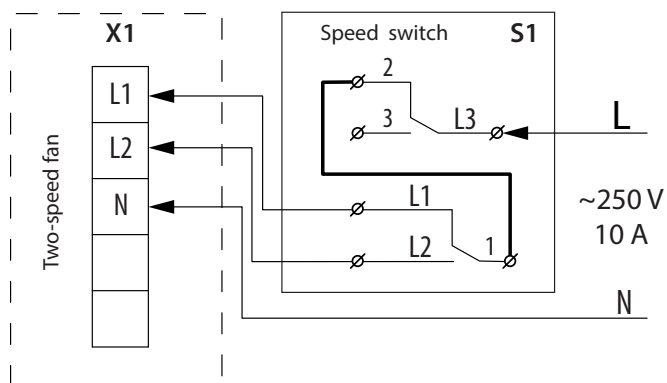 X1
Speed switch S1
L1
2
L2
3
L3
L
N
L1
~250 V
10 A
L2
1
N
Two-speed fan